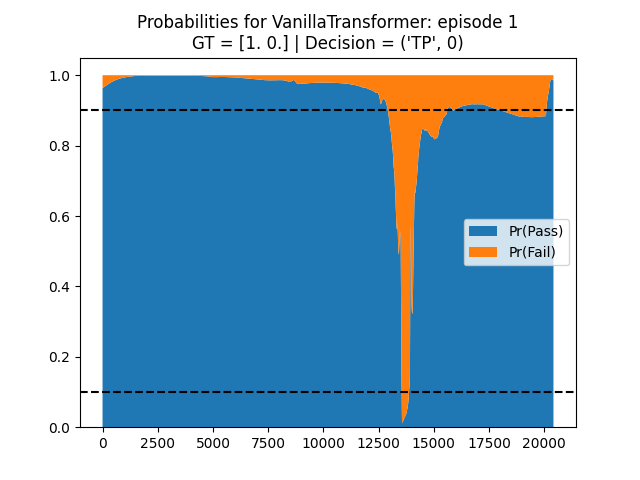 Probabilities for VanillaTransformer: episode 1
GT = [1. 0.] | Decision = ('TP', 0)
1.0
0.8
0.6
0.4
0.2
0.0
Pr(Pass)
Pr(Fail)
0 2500 5000 7500 10000 12500 15000 17500 20000